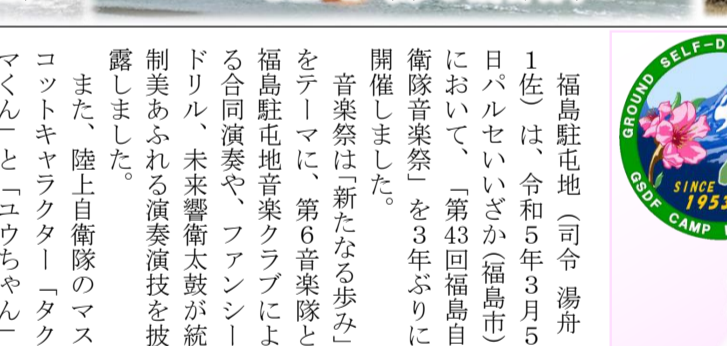 福島駐屯地（司令　湯舟
１佐）は、令和５年３月５
日パルセいいざか(福島市)
において、「第43回福島自
衛隊音楽祭」を３年ぶりに
開催しました。
音楽祭は「新たなる歩み」
をテーマに、第６音楽隊と
福島駐屯地音楽クラブによ
る合同演奏や、ファンシー
ドリル、未来響衛太鼓が統
制美あふれる演奏演技を披
露しました。
また、陸上自衛隊のマス
コットキャラクター「タク
マくん」と「ユウちゃん」
GROUND SELF-D
SINCE
1953
GSDF CAMP